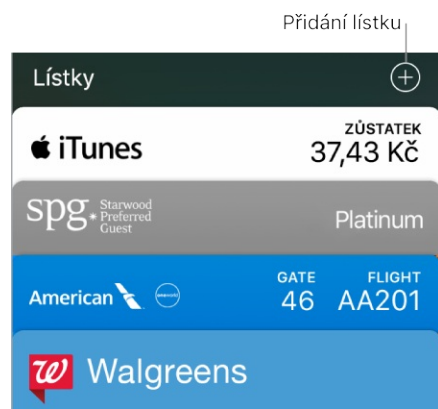 Přidání lístku
Lístky
iTunes
ZŮSTATEK
37,43 Kč
spg*
Starwood
Preferred
Guest
Platinum
American
GATE
46
FLIGHT
AA201
Walgreens